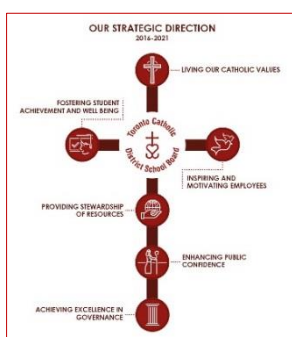 OUR STRATEGIC DIRECTION
2016-2021
LIVING OUR CATHOLIC VALUES
FOSTERING STUDENT
ACHIEVEMENT AND WELL BEING
Toronto Catholic
District School Board
INSPIRING AND
MOTIVATING EMPLOYEES
PROVIDING STEWARDSHIP
OF RESOURCES
ENHANCING PUBLIC
CONFIDENCE
ACHIEVING EXCELLENCE IN
GOVERNANCE